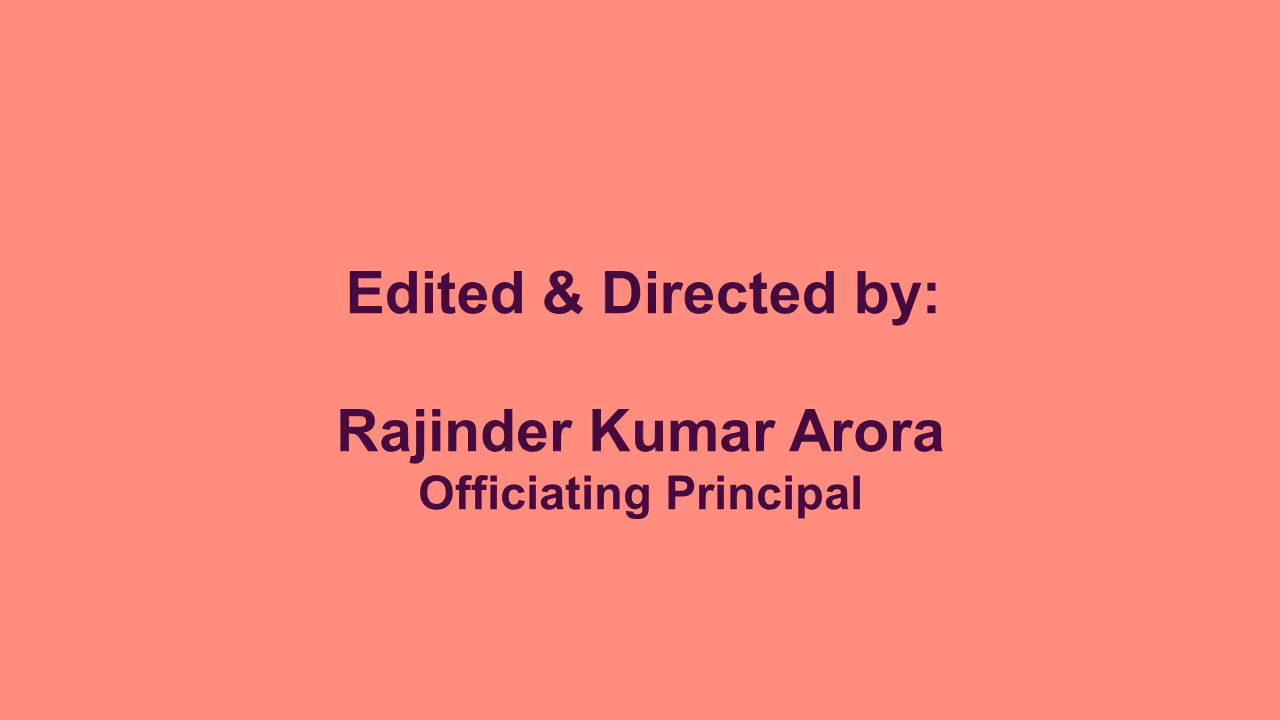 Edited & Directed by:
Rajinder Kumar Arora
Officiating Principal